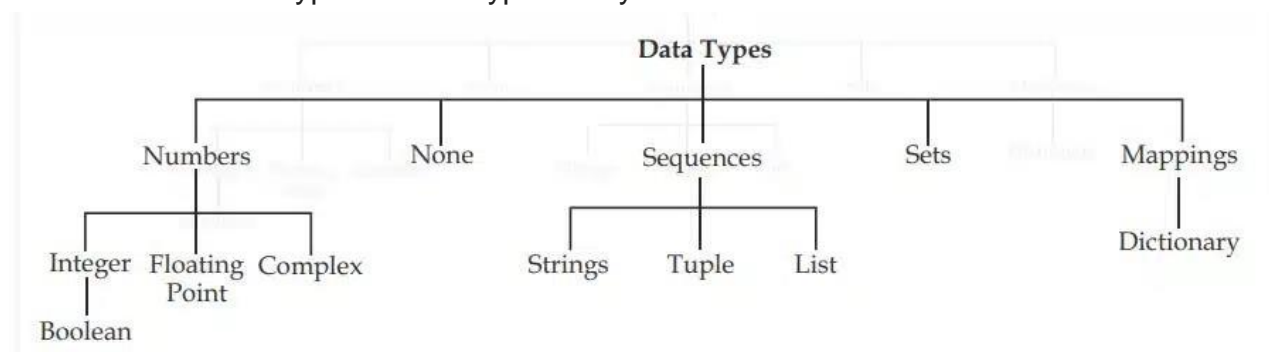 Data Types
Numbers None Sequences Sets Mappings
Integer Floating Point Complex Strings Tuple List Dictionary
Boolean